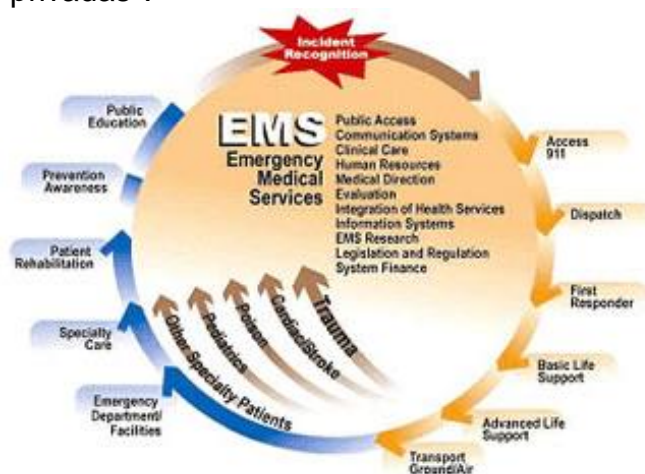 privadas .
Incident
Recognition
EMS
Emergency
Medical
Services
Public Access
Communication Systems
Clinical Care
Human Resources
Medical Direction
Evaluation
Integration of Health Services
Information Systems
EMS Research
Legislation and Regulation
System Finance
Access
911
Dispatch
First
Responder
Basic Life
Support
Advanced Life
Support
Transport
Ground/Air
Emergency
Department/
Facilities
Specialty
Care
Patient
Rehabilitation
Prevention
Awareness
Public
Education
Trauma
Cardiac/Stroke
Poison
Pediatrics
Other Specialty Patients